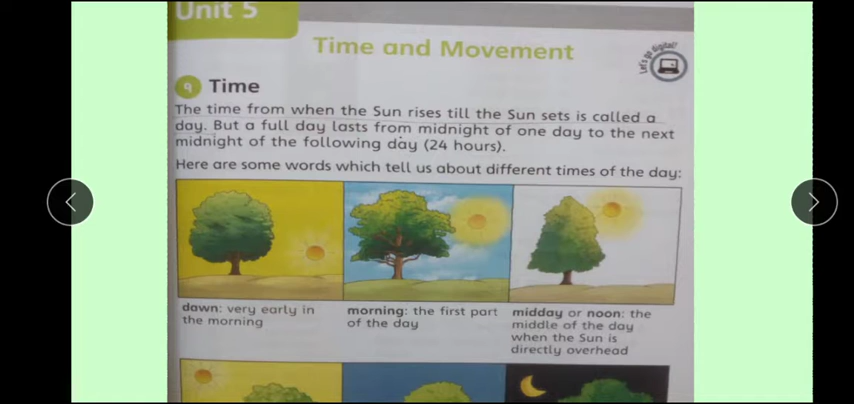 Unit 5
Time and Movement
Let's go digital!
9 Time
The time from when the Sun rises till the Sun sets is called a
day. But a full day lasts from midnight of one day to the next
midnight of the following day (24 hours).
Here are some words which tell us about different times of the day:
dawn: very early in
the morning
morning: the first part
of the day
midday or noon: the
middle of the day
when the Sun is
directly overhead